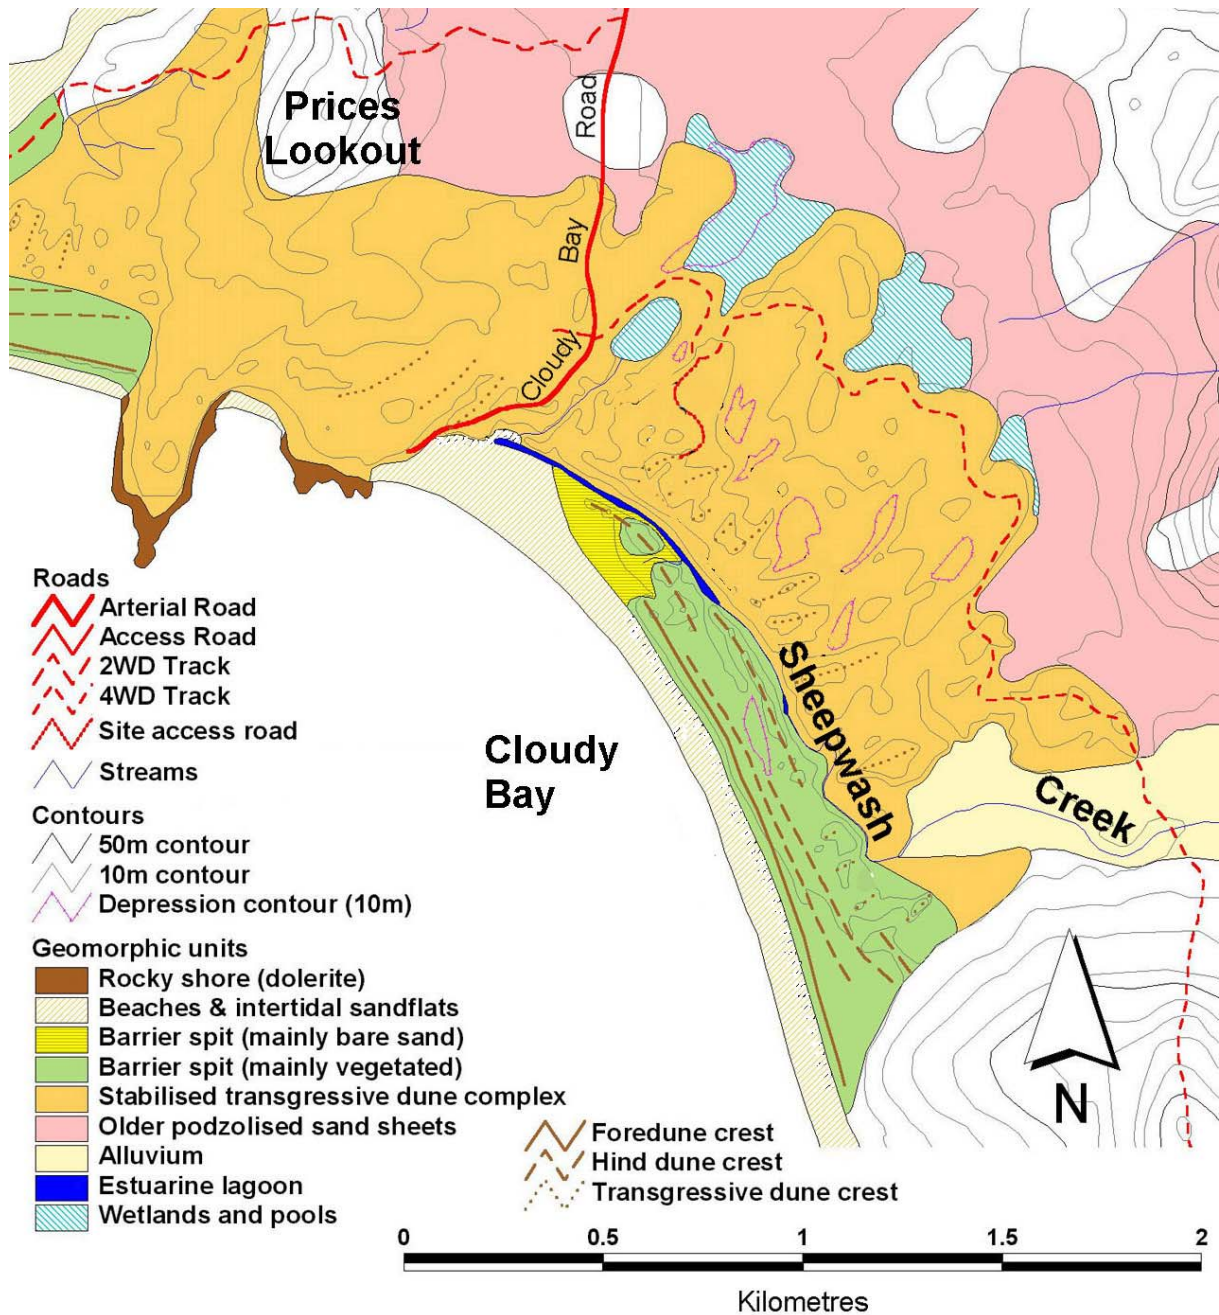 Prices
Lookout
Road
Bay
Cloudy
Sheepwash
Creek
Cloudy
Bay
Roads
Arterial Road
Access Road
2WD Track
4WD Track
Site access road
Streams
Contours
50m contour
10m contour
Depression contour (10m)
Geomorphic units
Rocky shore (dolerite)
Beaches & intertidal sandflats
Barrier spit (mainly bare sand)
Barrier spit (mainly vegetated)
Stabilised transgressive dune complex
Older podzolised sand sheets
Alluvium
Estuarine lagoon
Wetlands and pools
Foredune crest
Hind dune crest
Transgressive dune crest
N
0 0.5 1 1.5 2
Kilometres